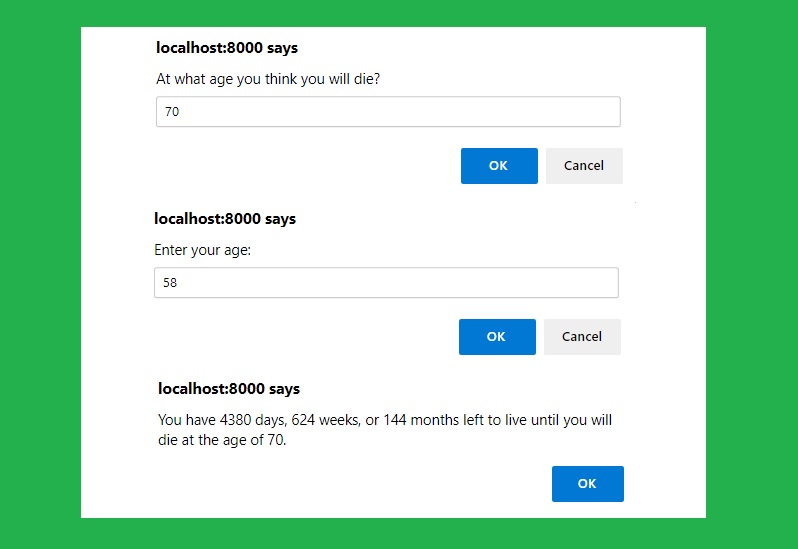 localhost:8000 says
At what age you think you will die?
70
OK
Cancel
localhost:8000 says
Enter your age:
58
OK
Cancel
localhost:8000 says
You have 4380 days, 624 weeks, or 144 months left to live until you will
die at the age of 70.
OK